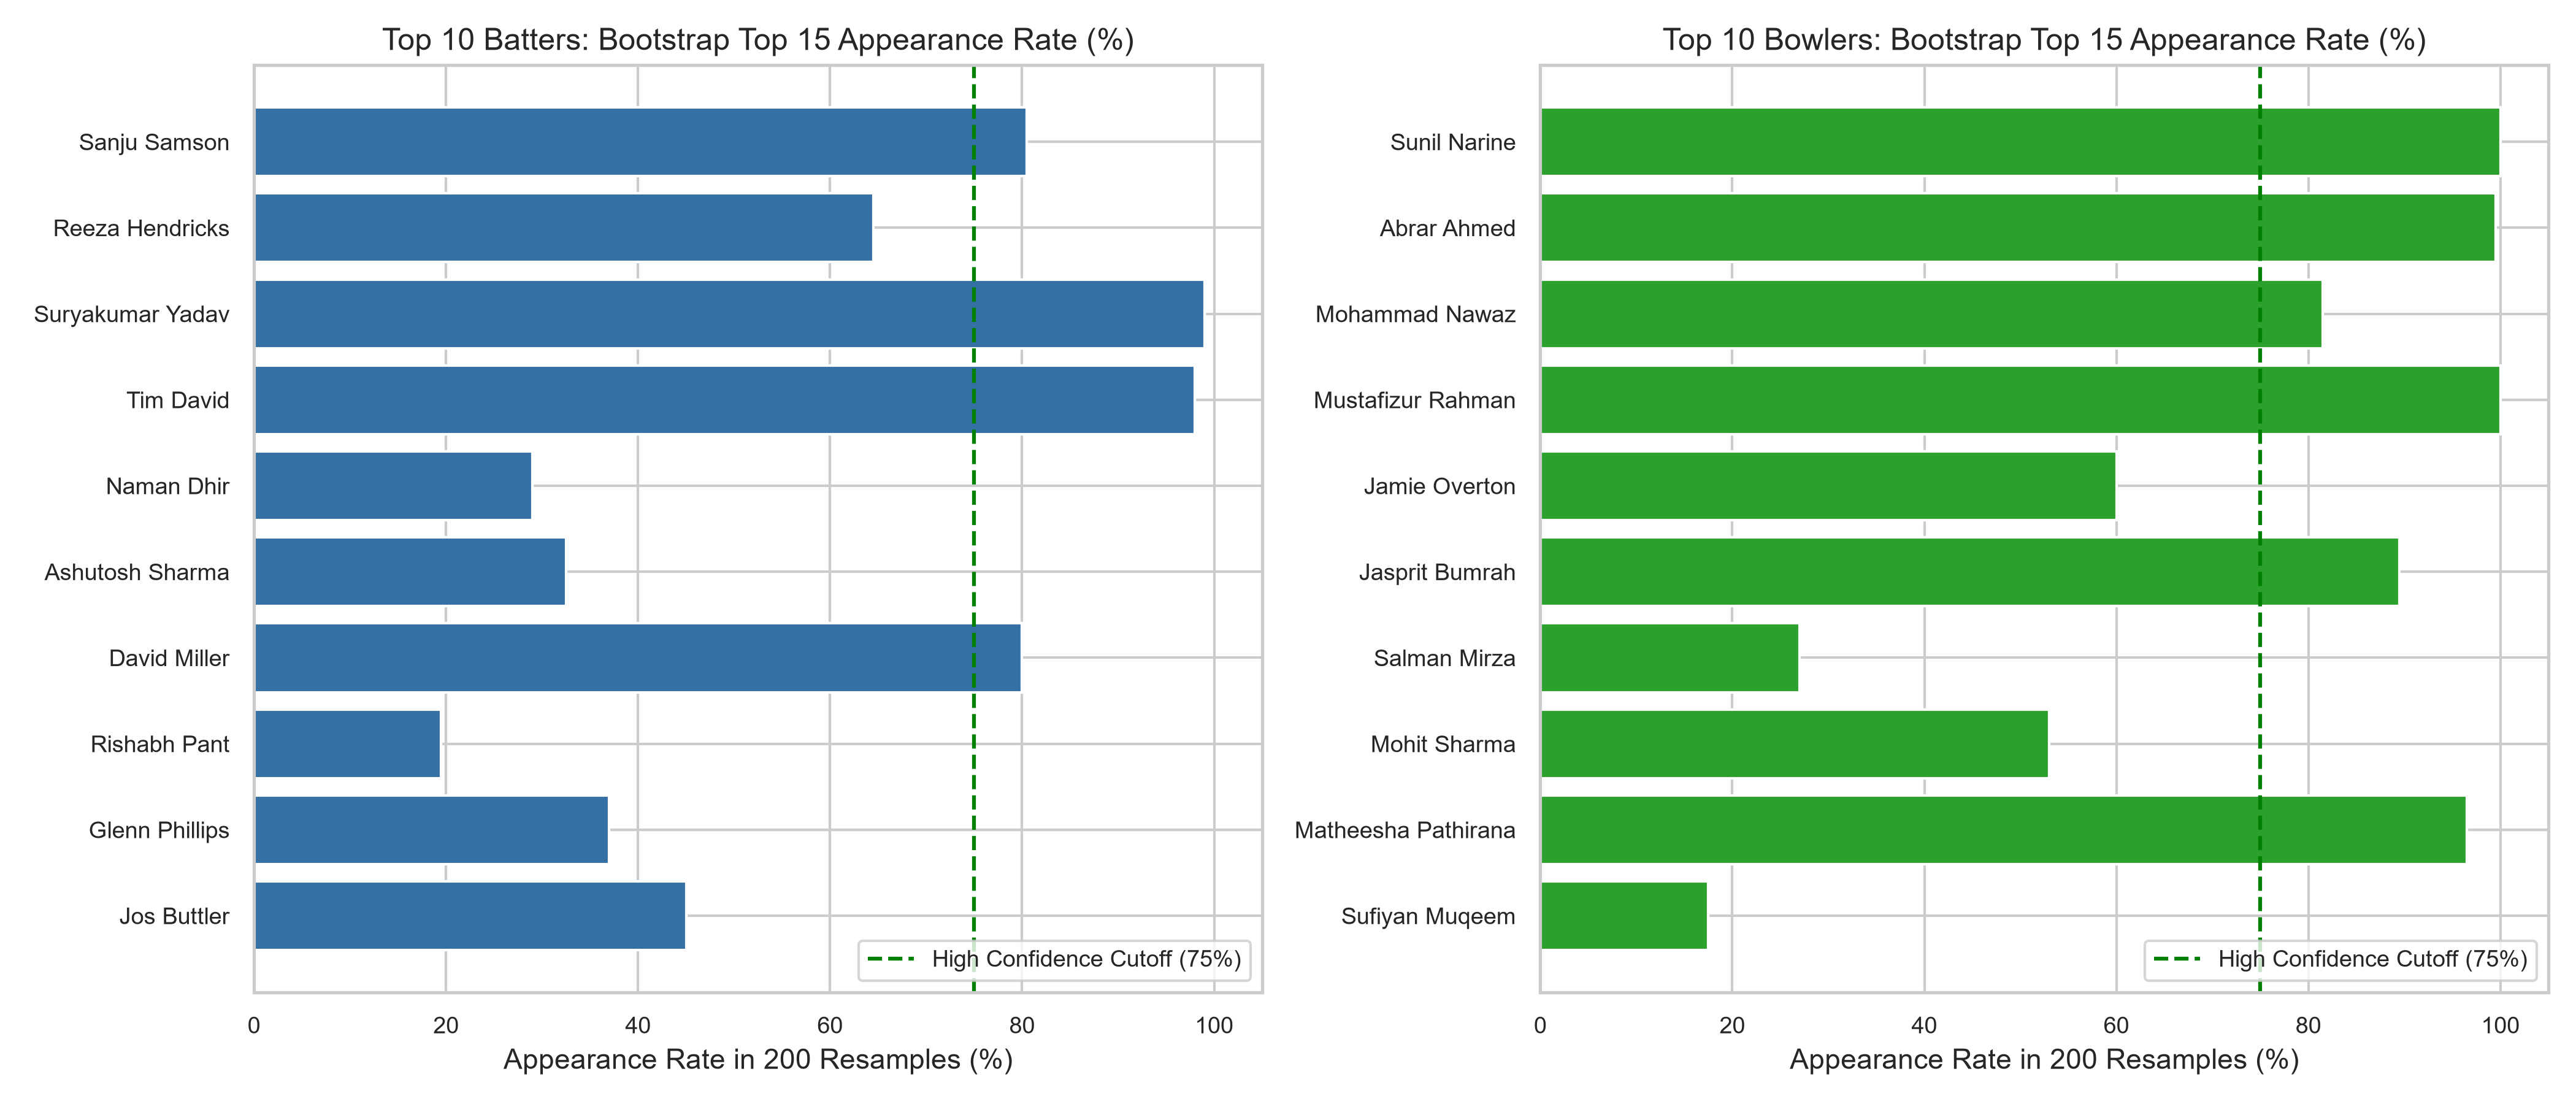 Top 10 Batters: Bootstrap Top 15 Appearance Rate (%)
Sanju Samson
Reeza Hendricks
Suryakumar Yadav
Tim David
Naman Dhir
Ashutosh Sharma
David Miller
Rishabh Pant
Glenn Phillips
Jos Buttler
High Confidence Cutoff (75%)
0 20 40 60 80 100
Appearance Rate in 200 Resamples (%)
Top 10 Bowlers: Bootstrap Top 15 Appearance Rate (%)
Sunil Narine
Abrar Ahmed
Mohammad Nawaz
Mustafizur Rahman
Jamie Overton
Jasprit Bumrah
Salman Mirza
Mohit Sharma
Matheesha Pathirana
Sufiyan Muqeem
High Confidence Cutoff (75%)
0 20 40 60 80 100
Appearance Rate in 200 Resamples (%)